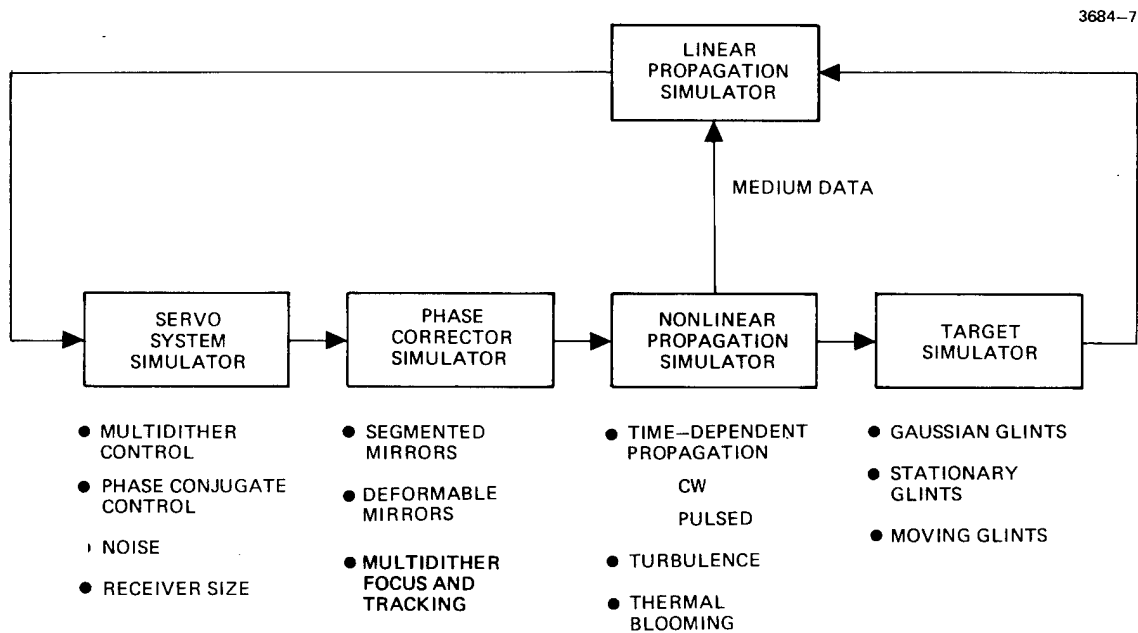 3684–7
LINEAR
PROPAGATION
SIMULATOR
MEDIUM DATA
SERVO
SYSTEM
SIMULATOR
PHASE
CORRECTOR
SIMULATOR
NONLINEAR
PROPAGATION
SIMULATOR
TARGET
SIMULATOR
● MULTIDITHER
CONTROL
● PHASE CONJUGATE
CONTROL
● NOISE
● RECEIVER SIZE
● SEGMENTED
MIRRORS
● DEFORMABLE
MIRRORS
● MULTIDITHER
FOCUS AND
TRACKING
● TIME–DEPENDENT
PROPAGATION
CW
PULSED
● TURBULENCE
● THERMAL
BLOOMING
● GAUSSIAN GLINTS
● STATIONARY
GLINTS
● MOVING GLINTS